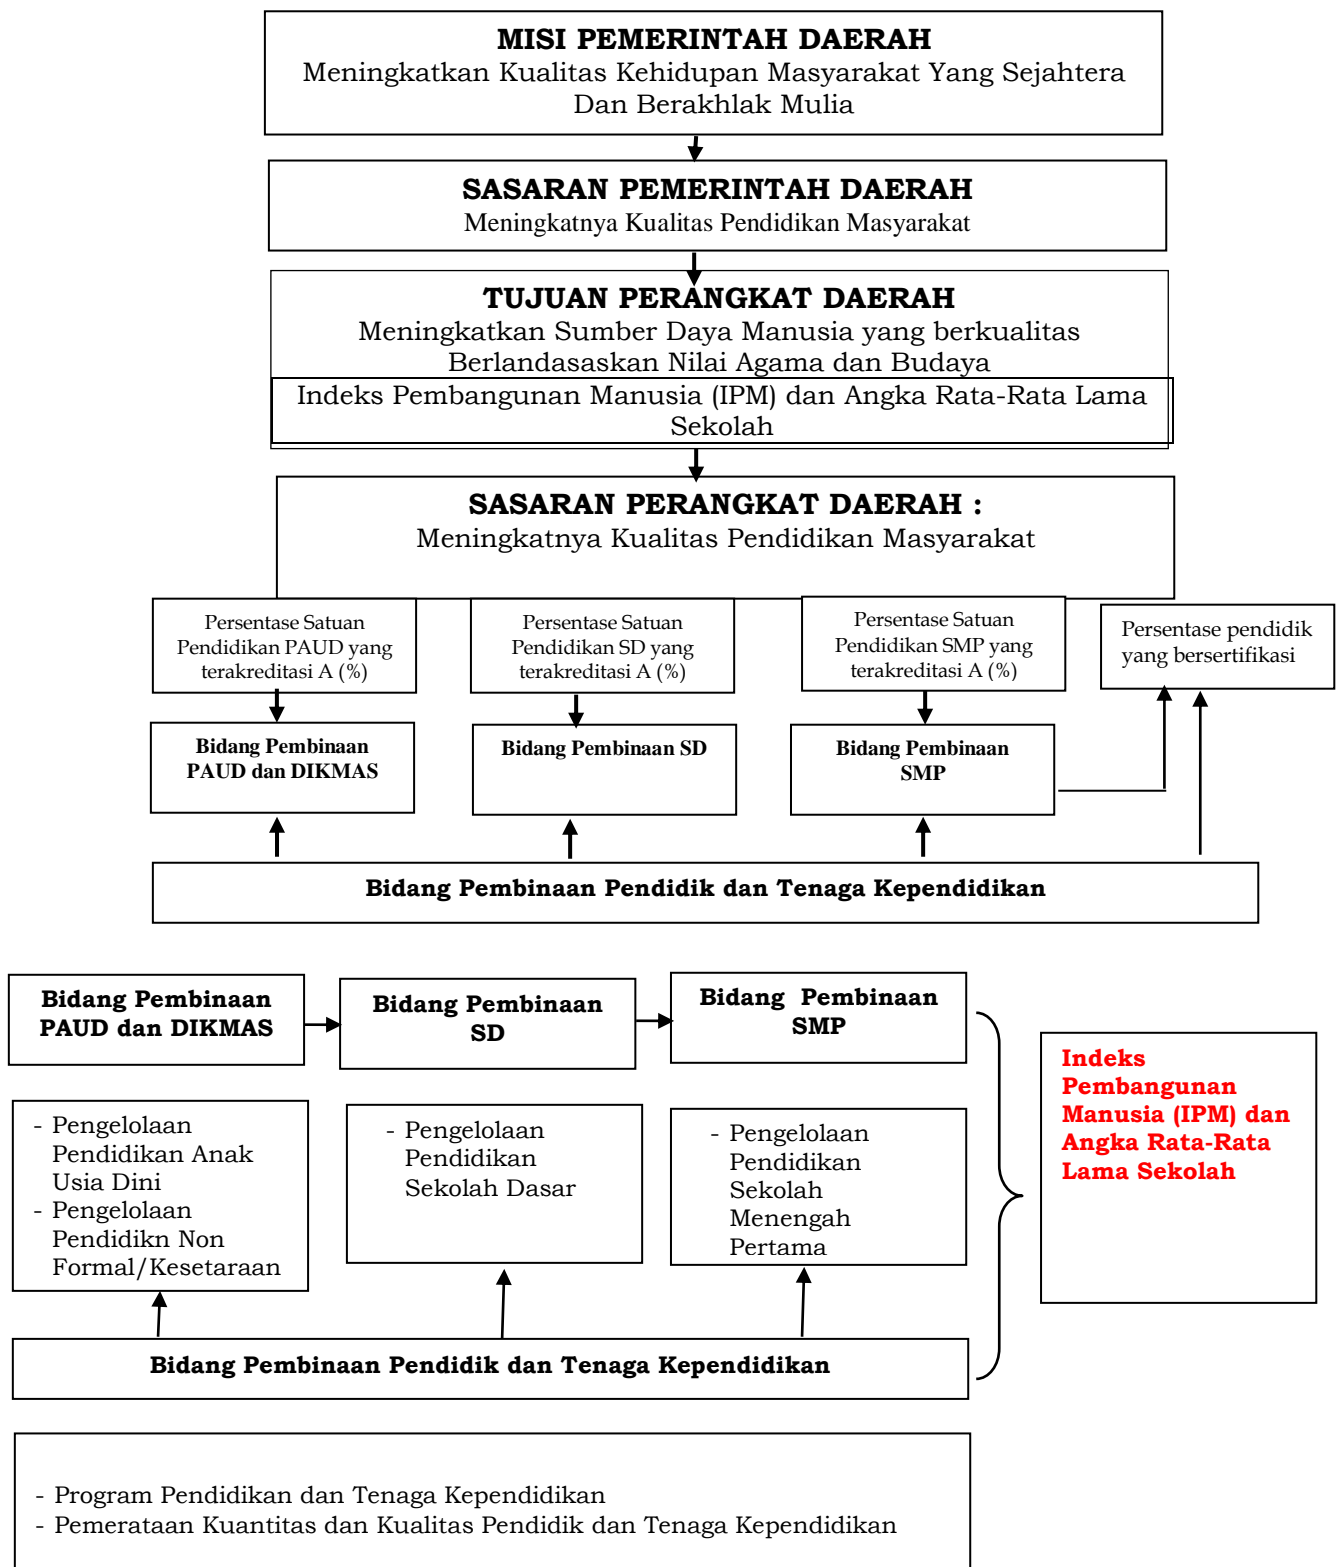 MISI PEMERINTAH DAERAH
Meningkatkan Kualitas Kehidupan Masyarakat Yang Sejahtera
Dan Berakhlak Mulia
SASARAN PEMERINTAH DAERAH
Meningkatnya Kualitas Pendidikan Masyarakat
TUJUAN PERANGKAT DAERAH
Meningkatkan Sumber Daya Manusia yang berkualitas
Berlandasaskan Nilai Agama dan Budaya
Indeks Pembangunan Manusia (IPM) dan Angka Rata-Rata Lama
Sekolah
SASARAN PERANGKAT DAERAH :
Meningkatnya Kualitas Pendidikan Masyarakat
Persentase Satuan
Pendidikan PAUD yang
terakreditasi A (%)
Persentase Satuan
Pendidikan SD yang
terakreditasi A (%)
Persentase Satuan
Pendidikan SMP yang
terakreditasi A (%)
Persentase pendidik
yang bersertifikasi
Bidang Pembinaan
PAUD dan DIKMAS
Bidang Pembinaan SD
Bidang Pembinaan
SMP
Bidang Pembinaan Pendidik dan Tenaga Kependidikan
Bidang Pembinaan
PAUD dan DIKMAS
Bidang Pembinaan
SD
Bidang Pembinaan
SMP
- Pengelolaan
Pendidikan Anak
Usia Dini
- Pengelolaan
Pendidikn Non
Formal/Kesetaraan
- Pengelolaan
Pendidikan
Sekolah Dasar
- Pengelolaan
Pendidikan
Sekolah
Menengah
Pertama
Indeks
Pembangunan
Manusia (IPM) dan
Angka Rata-Rata
Lama Sekolah
Bidang Pembinaan Pendidik dan Tenaga Kependidikan
- Program Pendidikan dan Tenaga Kependidikan
- Pemerataan Kuantitas dan Kualitas Pendidik dan Tenaga Kependidikan